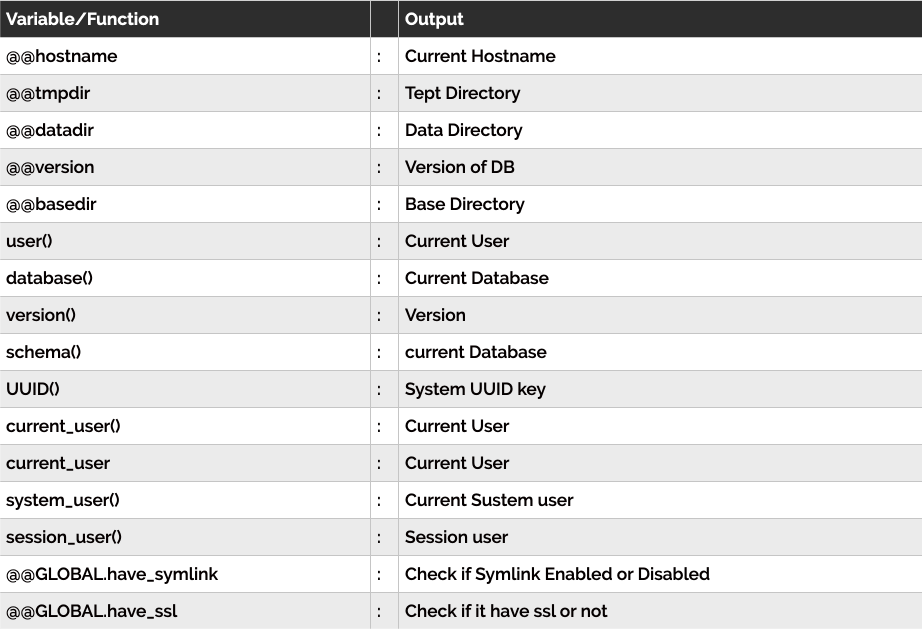 Variable/Function Output
@@hostname : Current Hostname
@@tmpdir : Tept Directory
@@datadir : Data Directory
@@version : Version of DB
@@basedir : Base Directory
user() : Current User
database() : Current Database
version() : Version
schema() : current Database
UUID() : System UUID key
current_user() : Current User
current_user : Current User
system_user() : Current Sustem user
session_user() : Session user
@@GLOBAL.have_symlink : Check if Symlink Enabled or Disabled
@@GLOBAL.have_ssl : Check if it have ssl or not